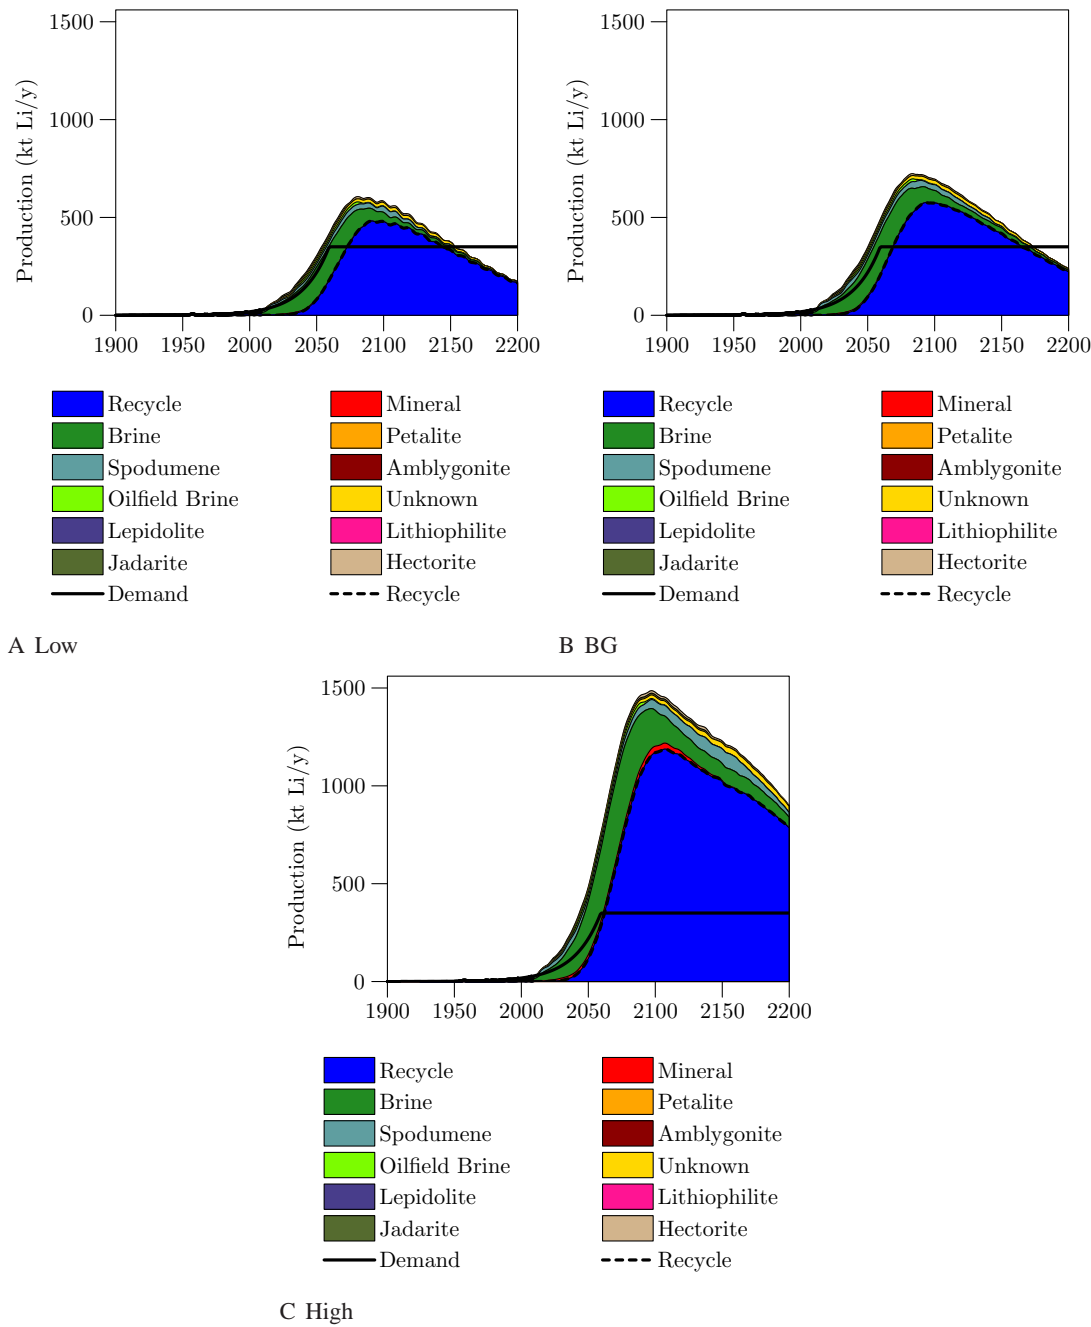 1500
1000
500
0
Production (kt Li/y)
1900 1950 2000 2050 2100 2150 2200
Recycle Mineral
Brine Petalite
Spodumene Amblygonite
Oilfield Brine Unknown
Lepidolite Lithiophilite
Jadarite Hectorite
Demand Recycle
A Low
1500
1000
500
0
Production (kt Li/y)
1900 1950 2000 2050 2100 2150 2200
Recycle Mineral
Brine Petalite
Spodumene Amblygonite
Oilfield Brine Unknown
Lepidolite Lithiophilite
Jadarite Hectorite
Demand Recycle
B BG
1500
1000
500
0
Production (kt Li/y)
1900 1950 2000 2050 2100 2150 2200
Recycle Mineral
Brine Petalite
Spodumene Amblygonite
Oilfield Brine Unknown
Lepidolite Lithiophilite
Jadarite Hectorite
Demand Recycle
C High